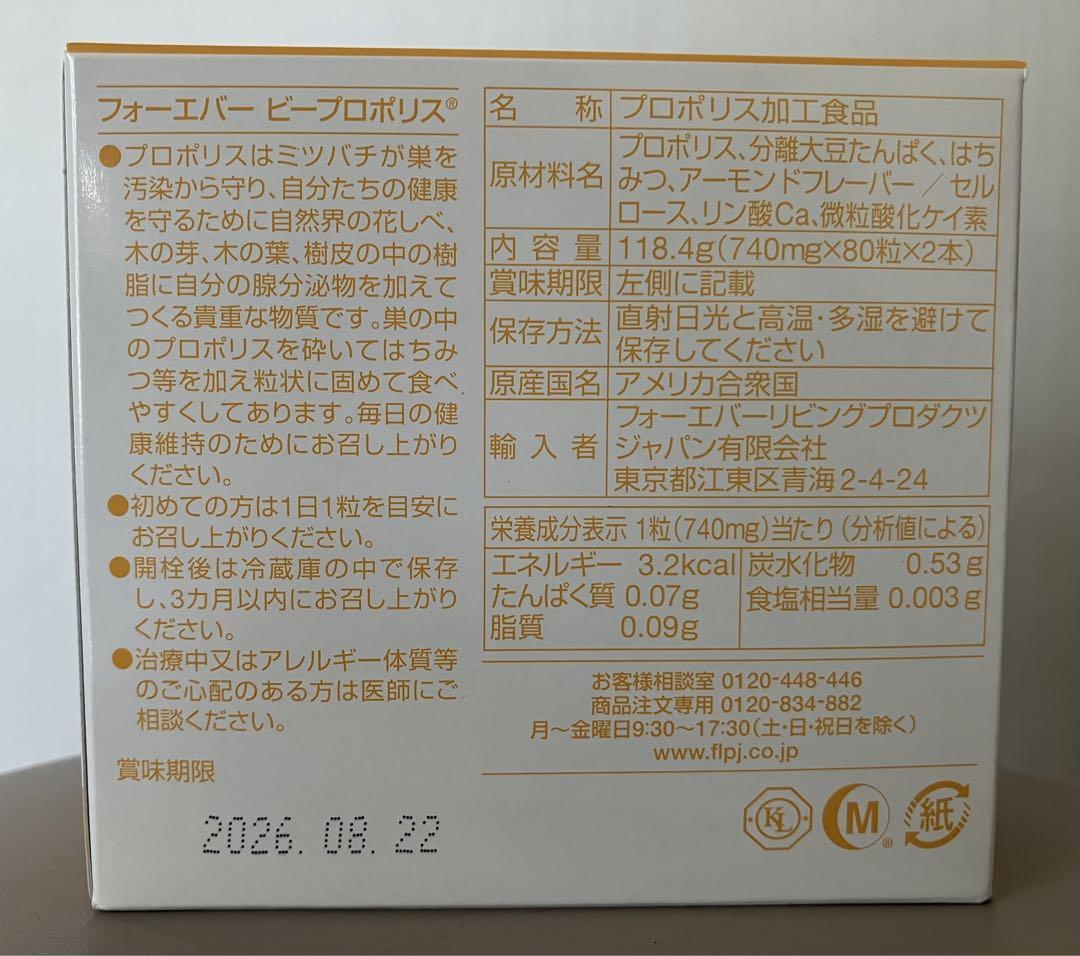 フォーエバー ビープロポリス®
●プロポリスはミツバチが巣を
汚染から守り、自分たちの健康
を守るために自然界の花しべ、
木の芽、木の葉、樹皮の中の樹
脂に自分の腺分泌物を加えて
つくる貴重な物質です。巣の中
のプロポリスを砕いてはちみ
つ等を加え粒状に固めて食べ
やすくしてあります。毎日の健
康維持のためにお召し上がり
ください。
●初めての方は1日1粒を目安に
お召し上がりください。
●開栓後は冷蔵庫の中で保存
し、3カ月以内にお召し上がり
ください。
●治療中又はアレルギー体質等
のご心配のある方は医師にご
相談ください。
賞味期限
2026. 08. 22
名称 プロポリス加工食品
原材料名 プロポリス、分離大豆たんぱく、はち
みつ、アーモンドフレーバー／セル
ロース、リン酸Ca、微粒酸化ケイ素
内容量 118.4g(740mg×80粒×2本)
賞味期限 左側に記載
保存方法 直射日光と高温・多湿を避けて
保存してください
原産国名 アメリカ合衆国
輸入者 フォーエバーリビングプロダクツ
ジャパン有限会社
東京都江東区青海2-4-24
栄養成分表示 1粒(740mg)当たり(分析値による)
エネルギー 3.2kcal 炭水化物 0.53g
たんぱく質 0.07g 食塩相当量 0.003g
脂質 0.09g
お客様相談室 0120-448-446
商品注文専用 0120-834-882
月～金曜日9:30～17:30(土・日・祝日を除く)
www.flpj.co.jp
KL M® 紙